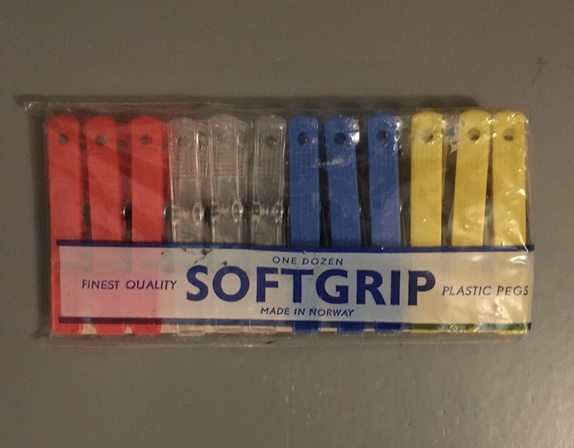 ONE DOZEN
FINEST QUALITY SOFTGRIP PLASTIC PEGS
MADE IN NORWAY